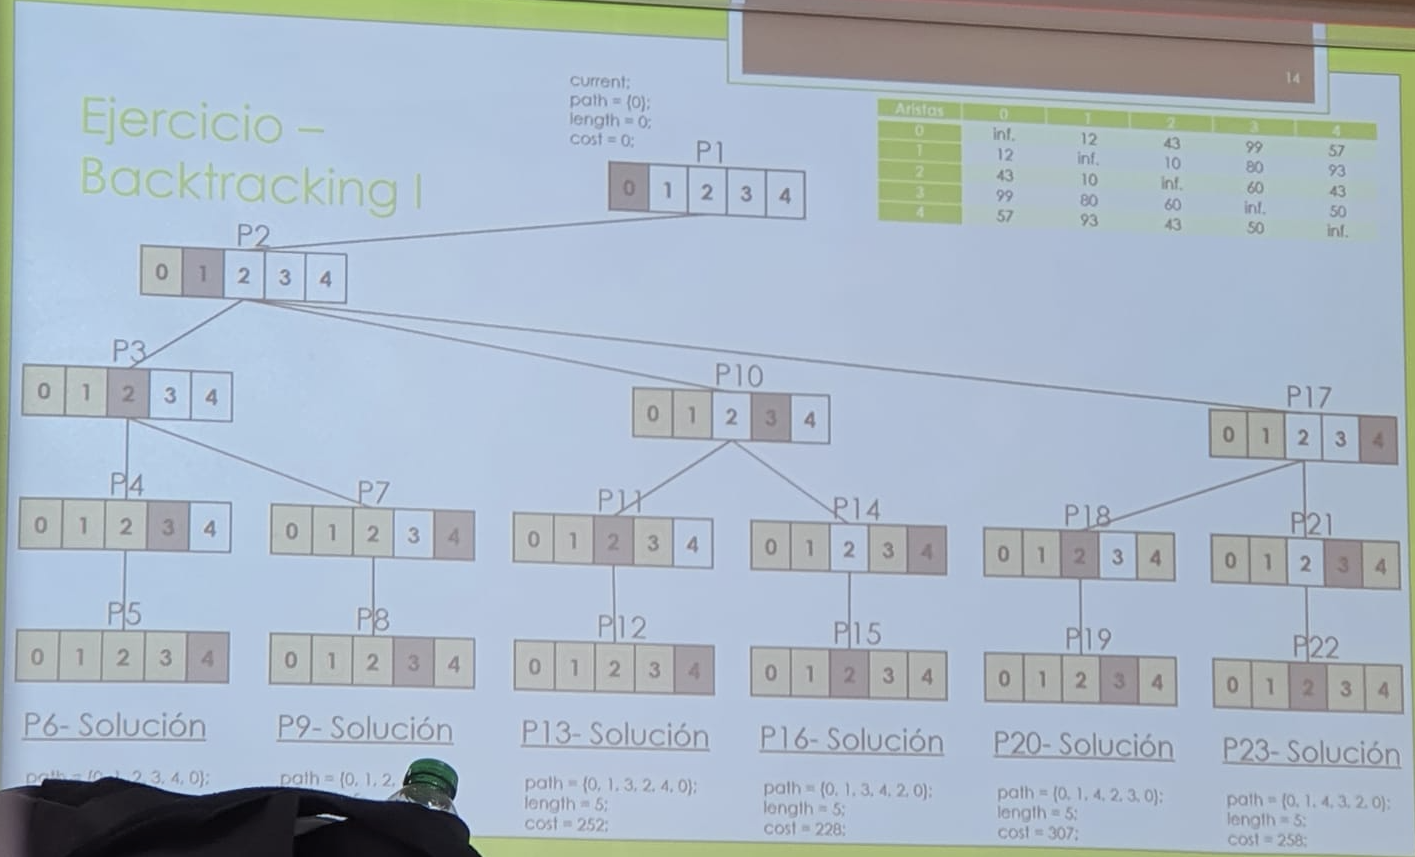 14
Ejercicio –
Backtracking I
current;
path = {0};
length = 0;
cost = 0;
Aristas 0 1 2 3 4
0 inf. 12 43 99 57
1 12 inf. 10 80 93
2 43 10 inf. 60 43
3 99 80 60 inf. 50
4 57 93 43 50 inf.
P1
0 1 2 3 4
P2
0 1 2 3 4
P3
0 1 2 3 4
P10
0 1 2 3 4
P17
0 1 2 3 4
P4
0 1 2 3 4
P7
0 1 2 3 4
P11
0 1 2 3 4
P14
0 1 2 3 4
P18
0 1 2 3 4
P21
0 1 2 3 4
P5
0 1 2 3 4
P8
0 1 2 3 4
P12
0 1 2 3 4
P15
0 1 2 3 4
P19
0 1 2 3 4
P22
0 1 2 3 4
P6- Solución
path = {0, 1, 2, 3, 4, 0};
P9- Solución
path = {0, 1, 2,
P13- Solución
path = {0, 1, 3, 2, 4, 0};
length = 5;
cost = 252;
P16- Solución
path = {0, 1, 3, 4, 2, 0};
length = 5;
cost = 228;
P20- Solución
path = {0, 1, 4, 2, 3, 0};
length = 5;
cost = 307;
P23- Solución
path = {0, 1, 4, 3, 2, 0};
length = 5;
cost = 258;